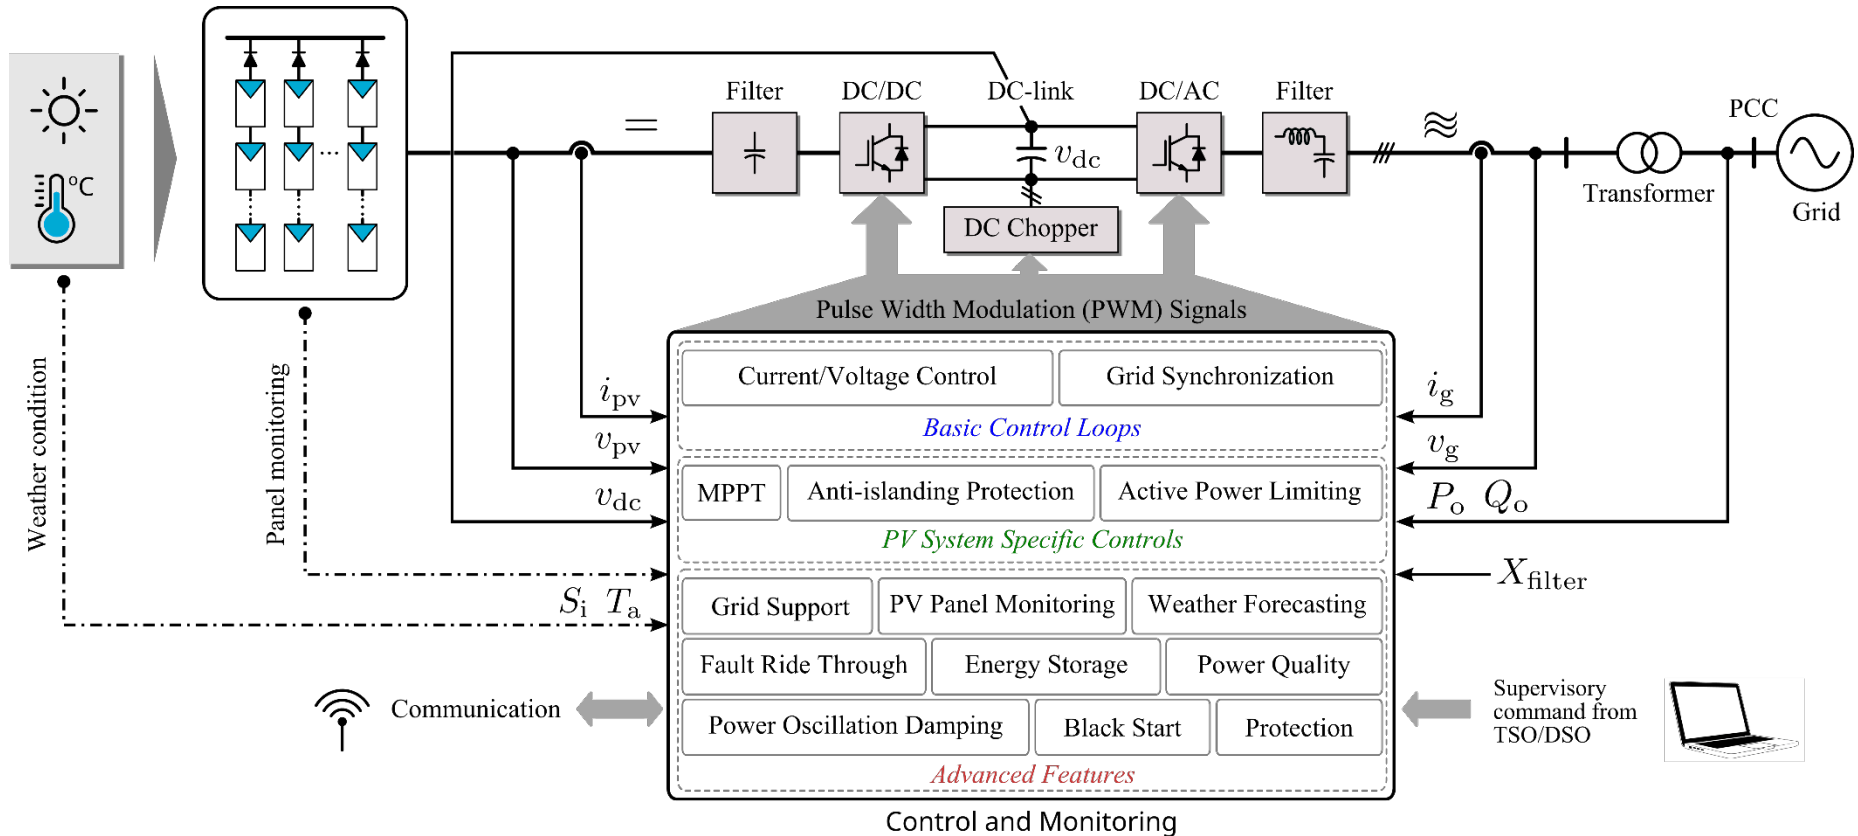 Filter
DC/DC
DC-link
DC/AC
Filter
PCC
°C
=
≋
v_dc
Transformer
Grid
DC Chopper
Pulse Width Modulation (PWM) Signals
Weather condition
Panel monitoring
Current/Voltage Control
Grid Synchronization
Basic Control Loops
i_pv
v_pv
v_dc
i_g
v_g
P_o Q_o
X_filter
MPPT
Anti-islanding Protection
Active Power Limiting
PV System Specific Controls
S_i T_a
Grid Support
PV Panel Monitoring
Weather Forecasting
Fault Ride Through
Energy Storage
Power Quality
Power Oscillation Damping
Black Start
Protection
Advanced Features
Communication
Supervisory
command from
TSO/DSO
Control and Monitoring